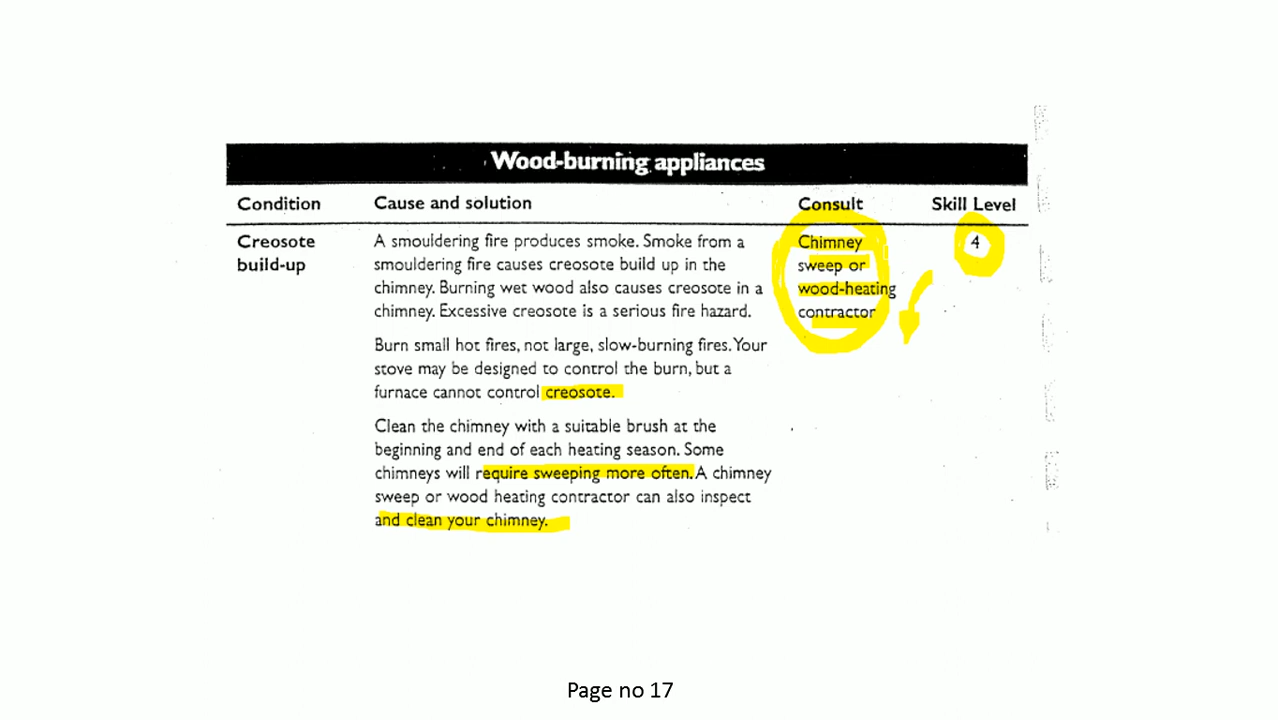 Wood-burning appliances
Condition Cause and solution Consult Skill Level
Creosote build-up
A smouldering fire produces smoke. Smoke from a
smouldering fire causes creosote build up in the
chimney. Burning wet wood also causes creosote in a
chimney. Excessive creosote is a serious fire hazard.
Burn small hot fires, not large, slow-burning fires. Your
stove may be designed to control the burn, but a
furnace cannot control creosote.
Clean the chimney with a suitable brush at the
beginning and end of each heating season. Some
chimneys will require sweeping more often. A chimney
sweep or wood heating contractor can also inspect
and clean your chimney.
Chimney
sweep or
wood-heating
contractor
4
Page no 17